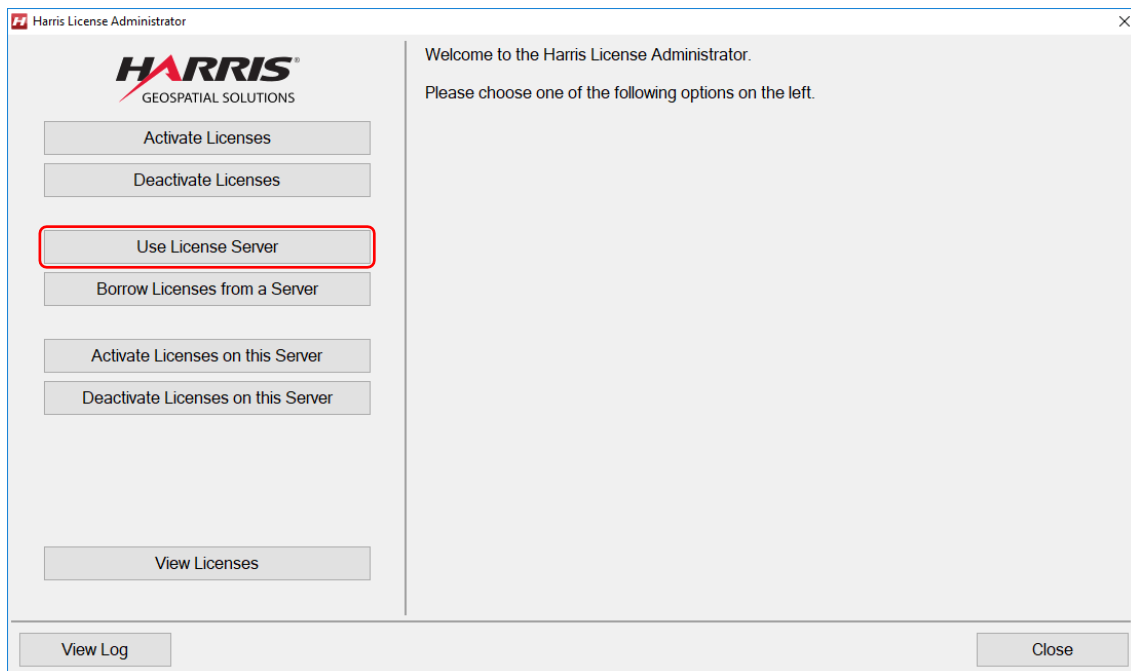 Harris License Administrator
HARRIS®
GEOSPATIAL SOLUTIONS
Activate Licenses
Deactivate Licenses
Use License Server
Borrow Licenses from a Server
Activate Licenses on this Server
Deactivate Licenses on this Server
View Licenses
Welcome to the Harris License Administrator.
Please choose one of the following options on the left.
View Log
Close